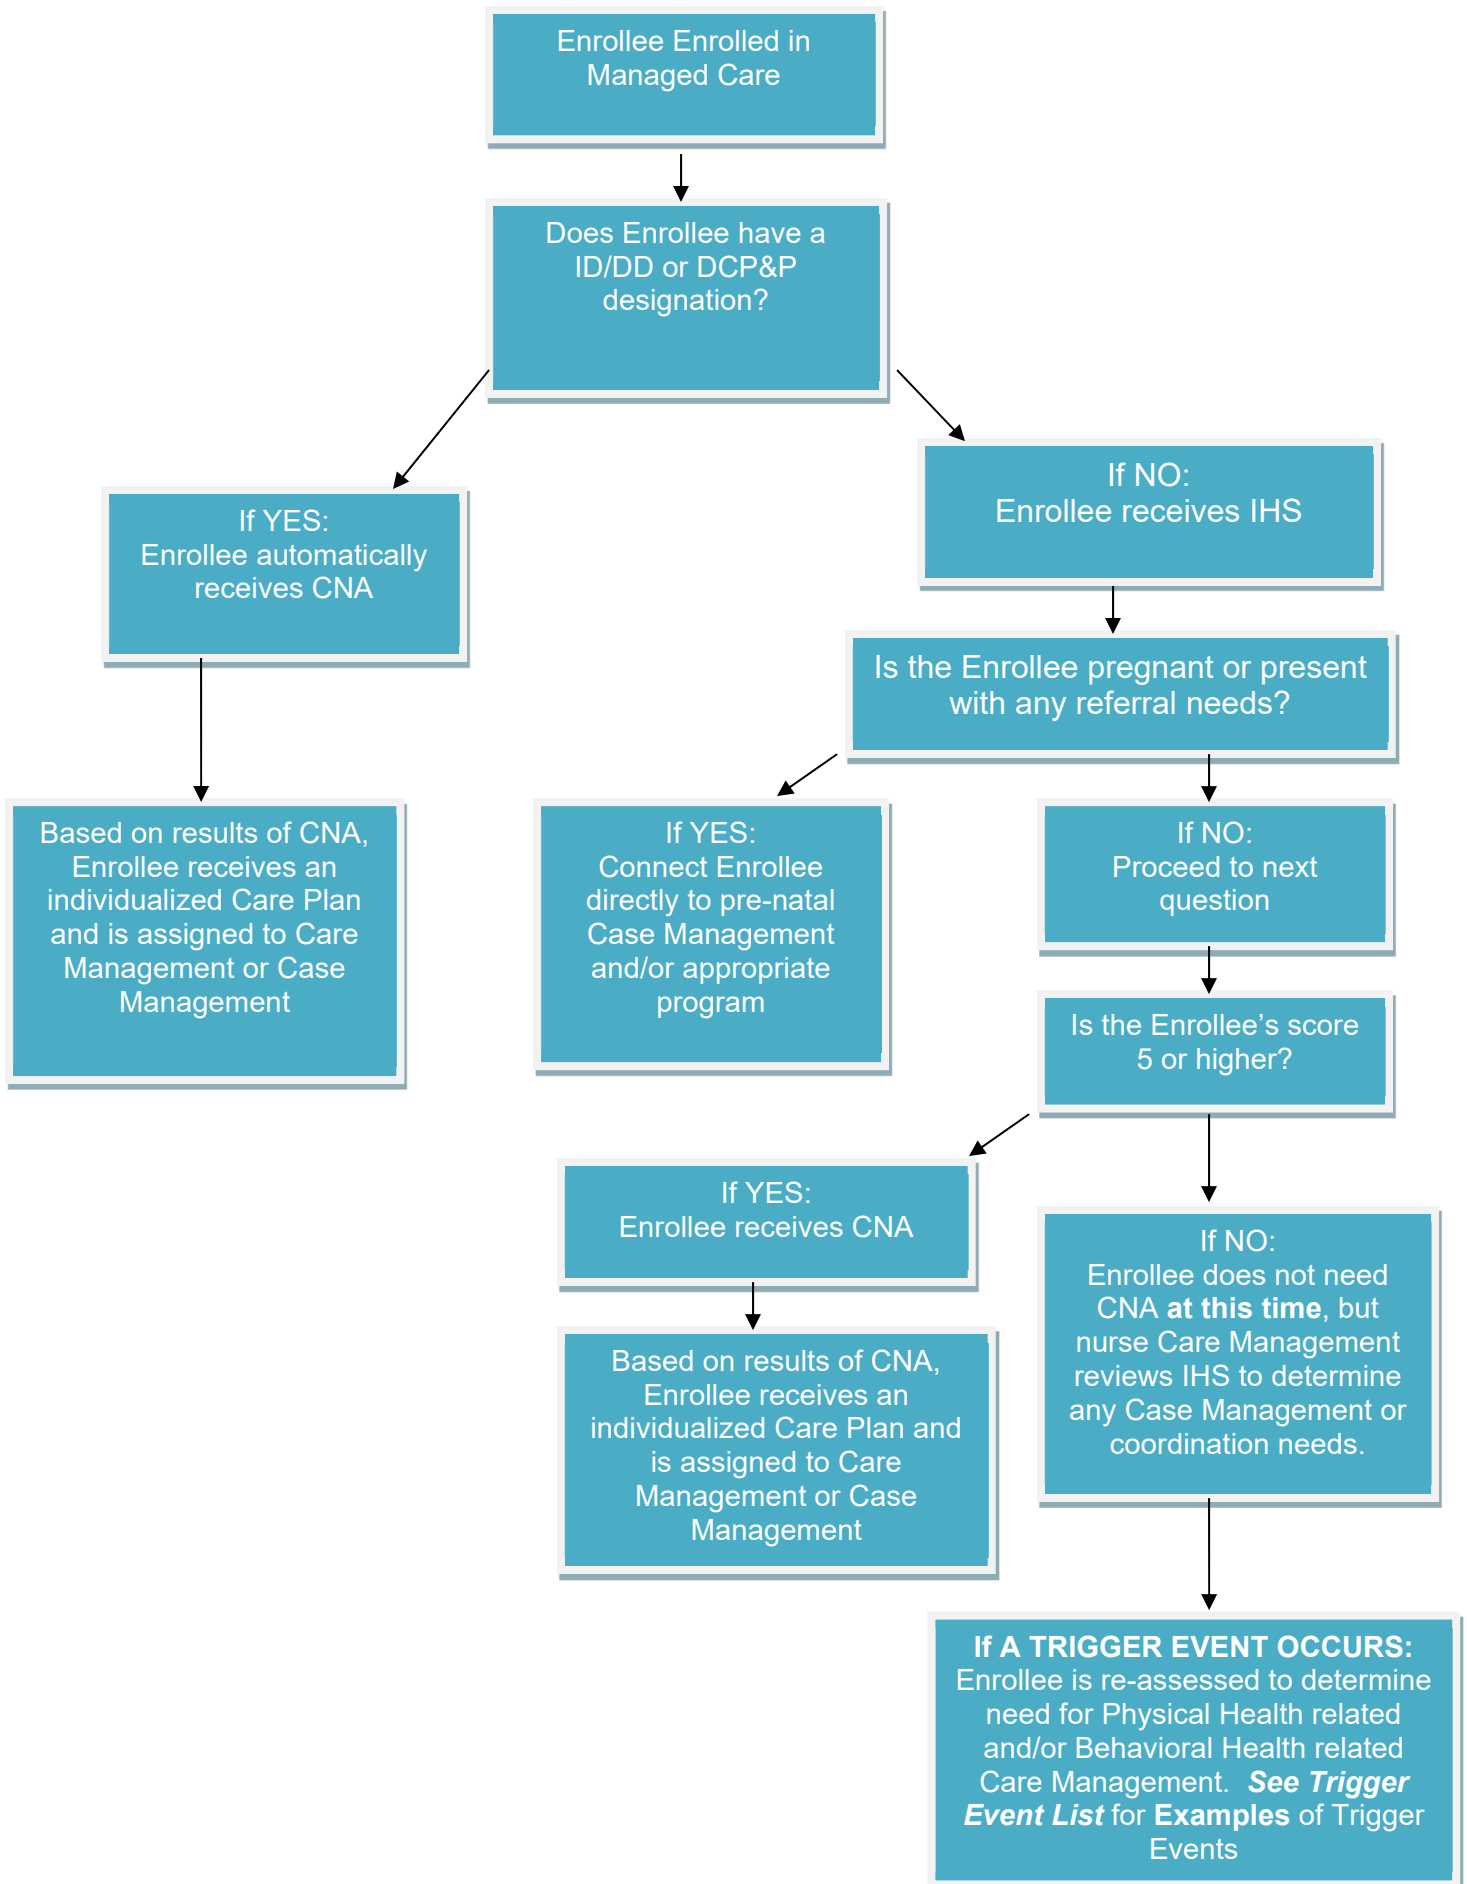 Enrollee Enrolled in
Managed Care
Does Enrollee have a
ID/DD or DCP&P
designation?
If YES:
Enrollee automatically
receives CNA
If NO:
Enrollee receives IHS
Is the Enrollee pregnant or present
with any referral needs?
Based on results of CNA,
Enrollee receives an
individualized Care Plan
and is assigned to Care
Management or Case
Management
If YES:
Connect Enrollee
directly to pre-natal
Case Management
and/or appropriate
program
If NO:
Proceed to next
question
Is the Enrollee’s score
5 or higher?
If YES:
Enrollee receives CNA
Based on results of CNA,
Enrollee receives an
individualized Care Plan and
is assigned to Care
Management or Case
Management
If NO:
Enrollee does not need
CNA at this time, but
nurse Care Management
reviews IHS to determine
any Case Management or
coordination needs.
If A TRIGGER EVENT OCCURS:
Enrollee is re-assessed to determine
need for Physical Health related
and/or Behavioral Health related
Care Management.  See Trigger
Event List for Examples of Trigger
Events